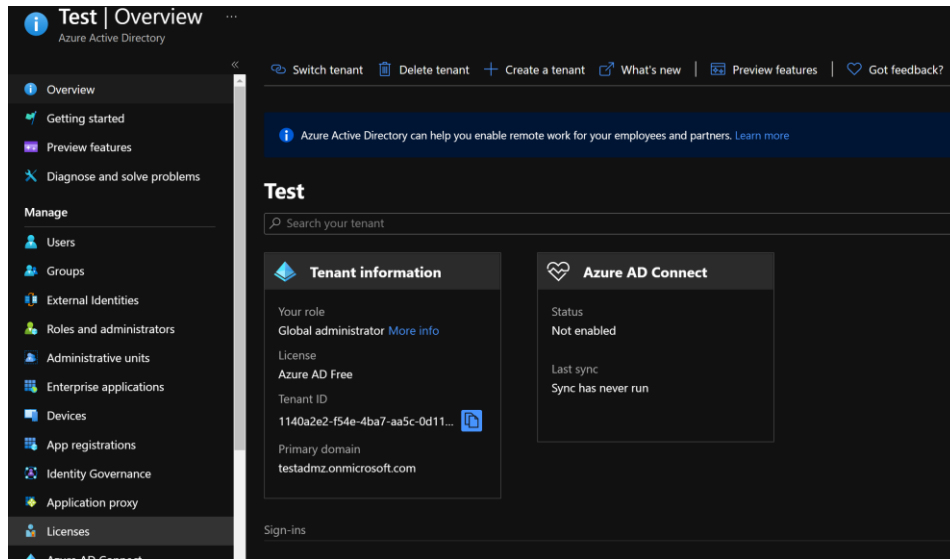 Test | Overview ...
Azure Active Directory
«
Overview
Getting started
Preview features
Diagnose and solve problems
Manage
Users
Groups
External Identities
Roles and administrators
Administrative units
Enterprise applications
Devices
App registrations
Identity Governance
Application proxy
Licenses
Azure AD Connect
Switch tenant Delete tenant Create a tenant What's new | Preview features | Got feedback?
Azure Active Directory can help you enable remote work for your employees and partners. Learn more
Test
Search your tenant
Tenant information
Your role
Global administrator More info
License
Azure AD Free
Tenant ID
1140a2e2-f54e-4ba7-aa5c-0d11...
Primary domain
testadmz.onmicrosoft.com
Azure AD Connect
Status
Not enabled
Last sync
Sync has never run
Sign-ins